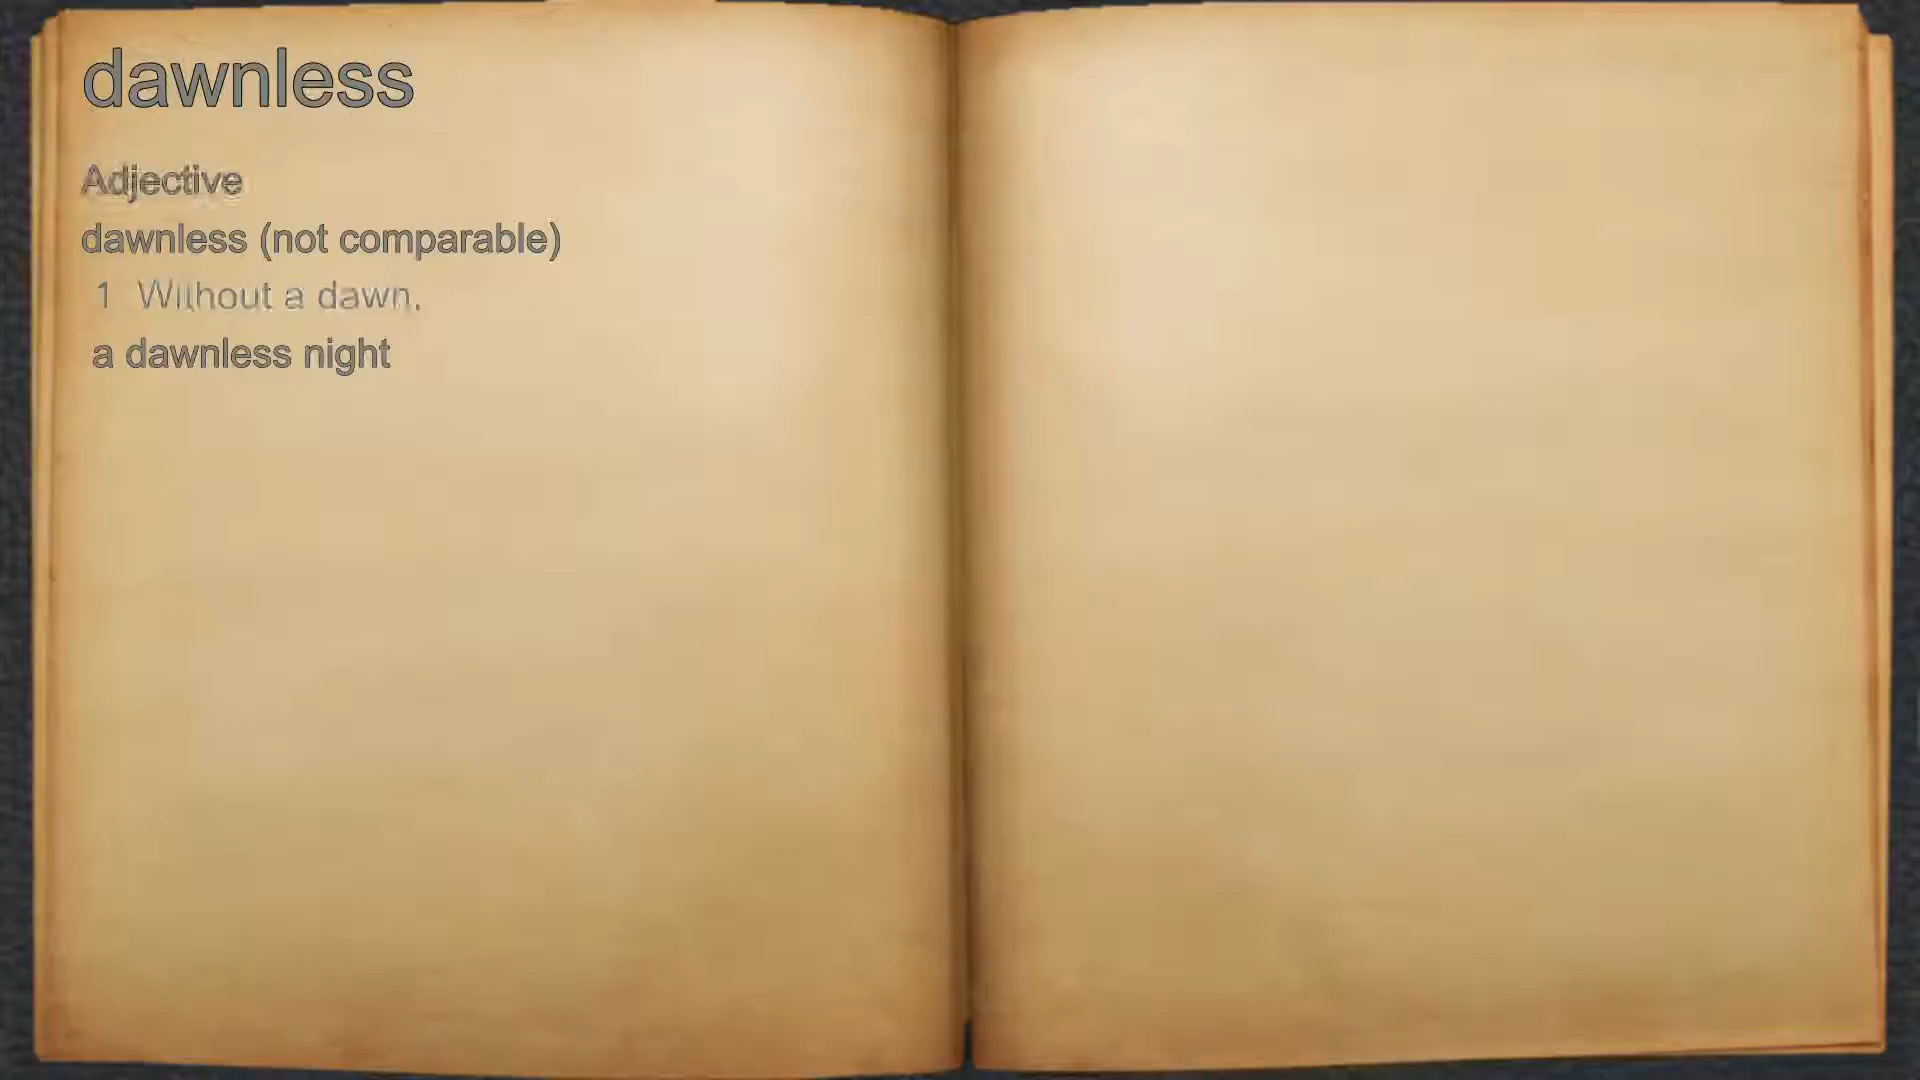 dawnless
Adjective
dawnless (not comparable)
1 Without a dawn.
a dawnless night